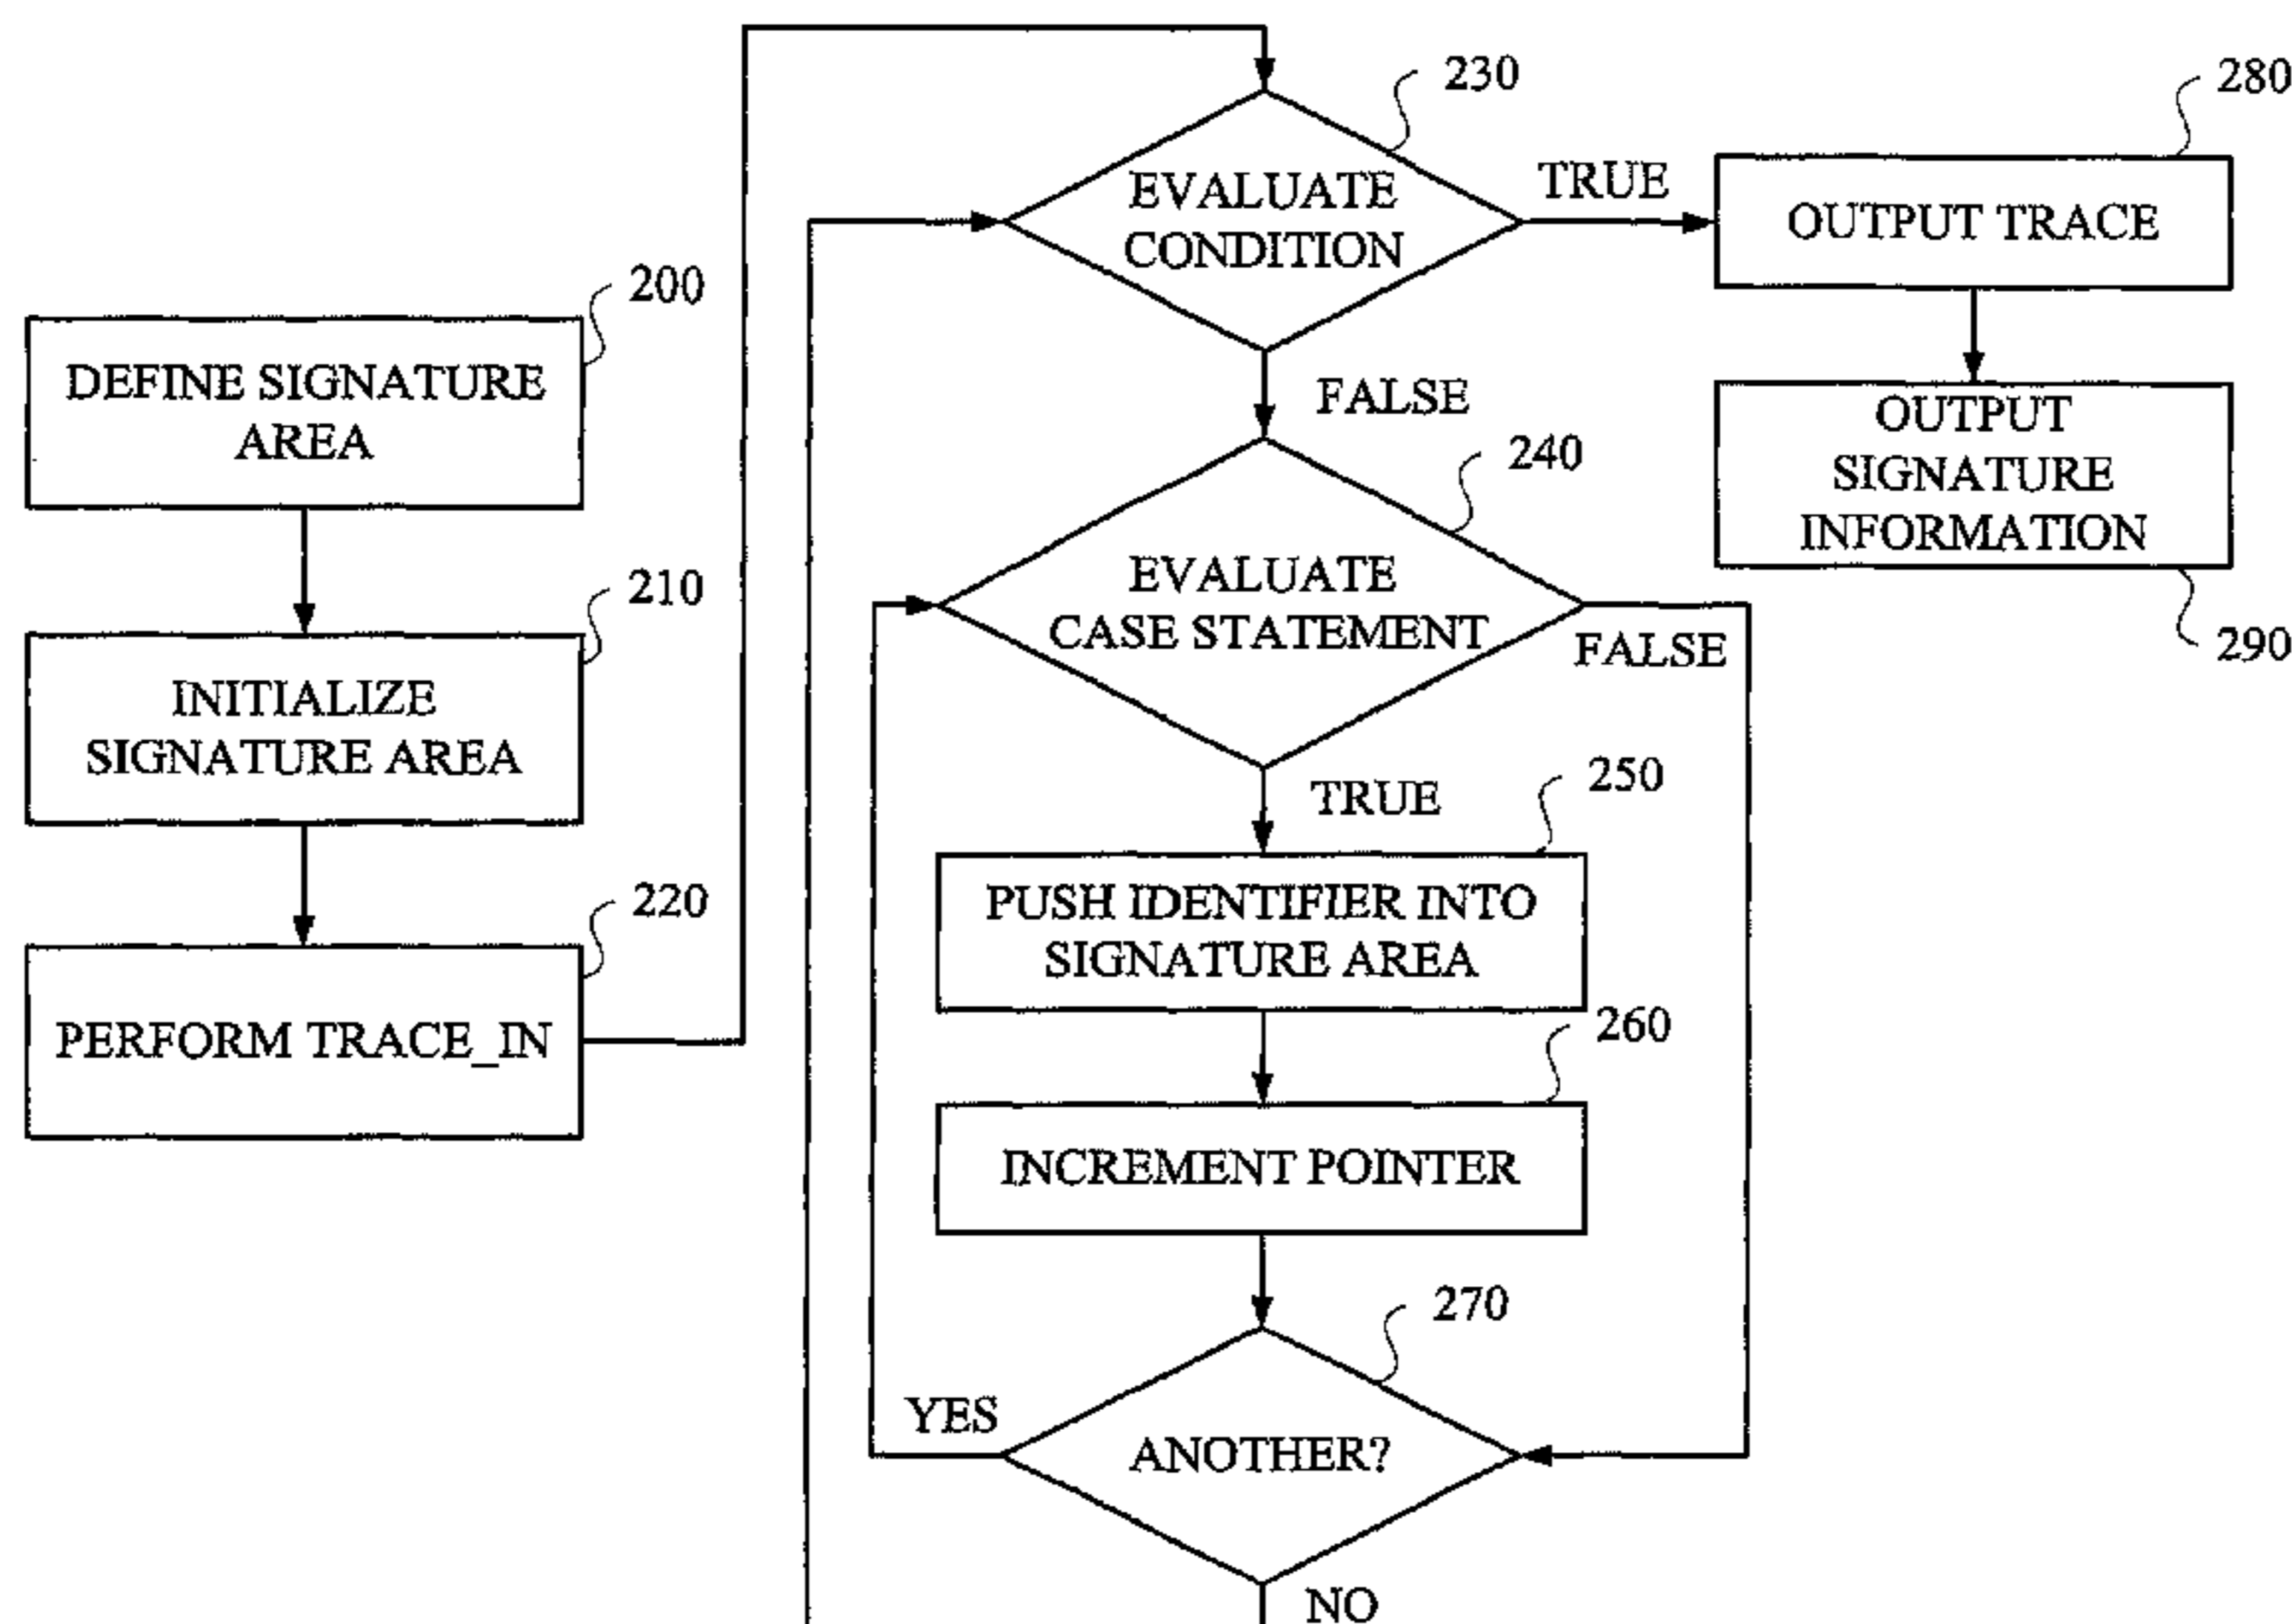 200
DEFINE SIGNATURE
AREA
210
INITIALIZE
SIGNATURE AREA
220
PERFORM TRACE_IN
230
EVALUATE
CONDITION
TRUE
FALSE
240
EVALUATE
CASE STATEMENT
FALSE
TRUE
250
PUSH IDENTIFIER INTO
SIGNATURE AREA
260
INCREMENT POINTER
270
ANOTHER?
YES
NO
280
OUTPUT TRACE
OUTPUT
SIGNATURE
INFORMATION
290